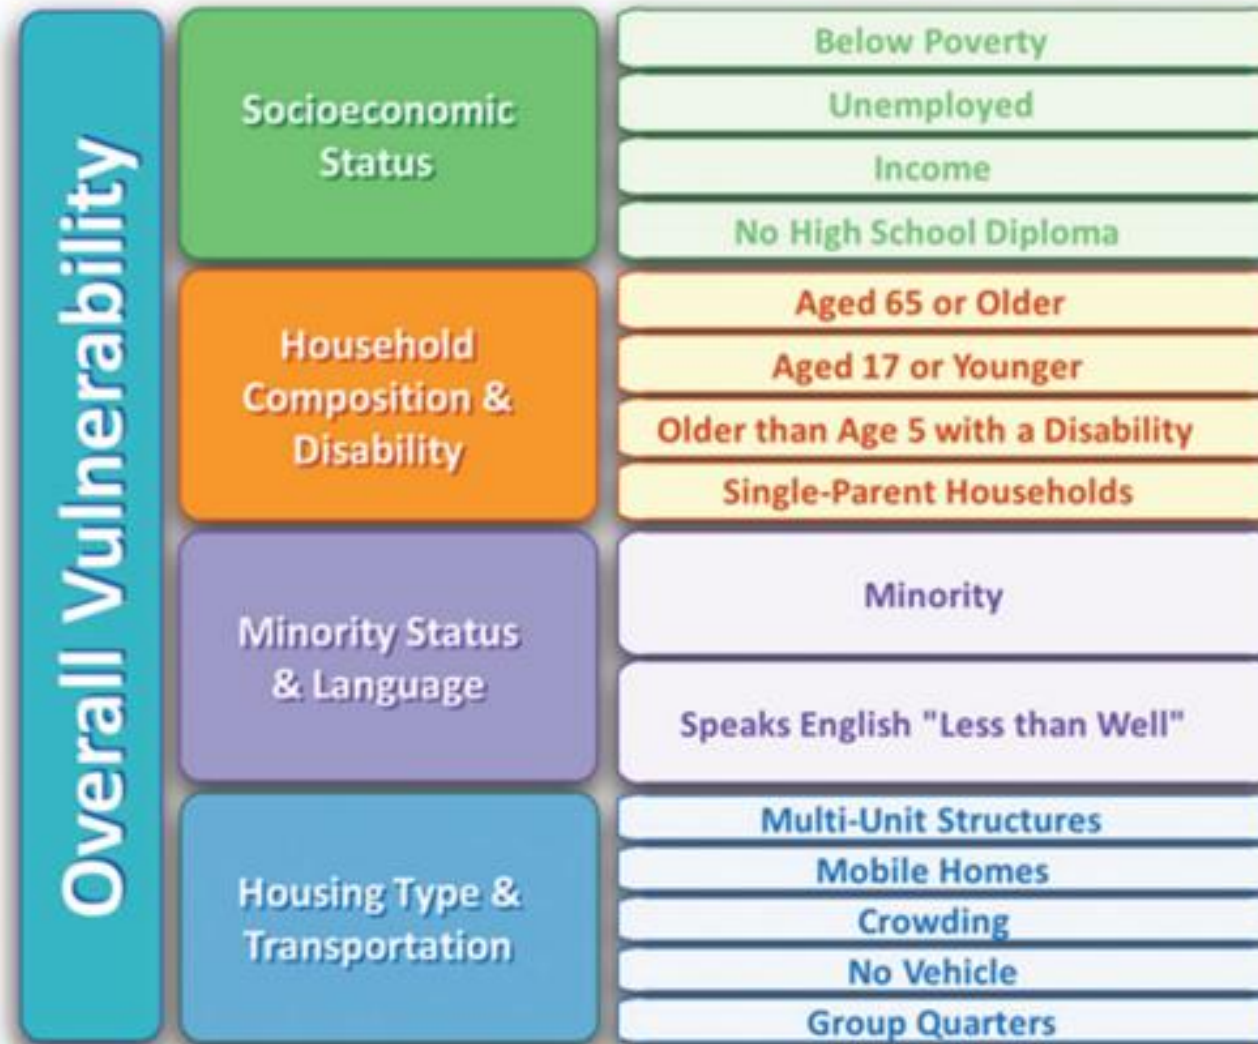 Overall Vulnerability
Socioeconomic
Status
Below Poverty
Unemployed
Income
No High School Diploma
Household
Composition &
Disability
Aged 65 or Older
Aged 17 or Younger
Older than Age 5 with a Disability
Single-Parent Households
Minority Status
& Language
Minority
Speaks English "Less than Well"
Housing Type &
Transportation
Multi-Unit Structures
Mobile Homes
Crowding
No Vehicle
Group Quarters